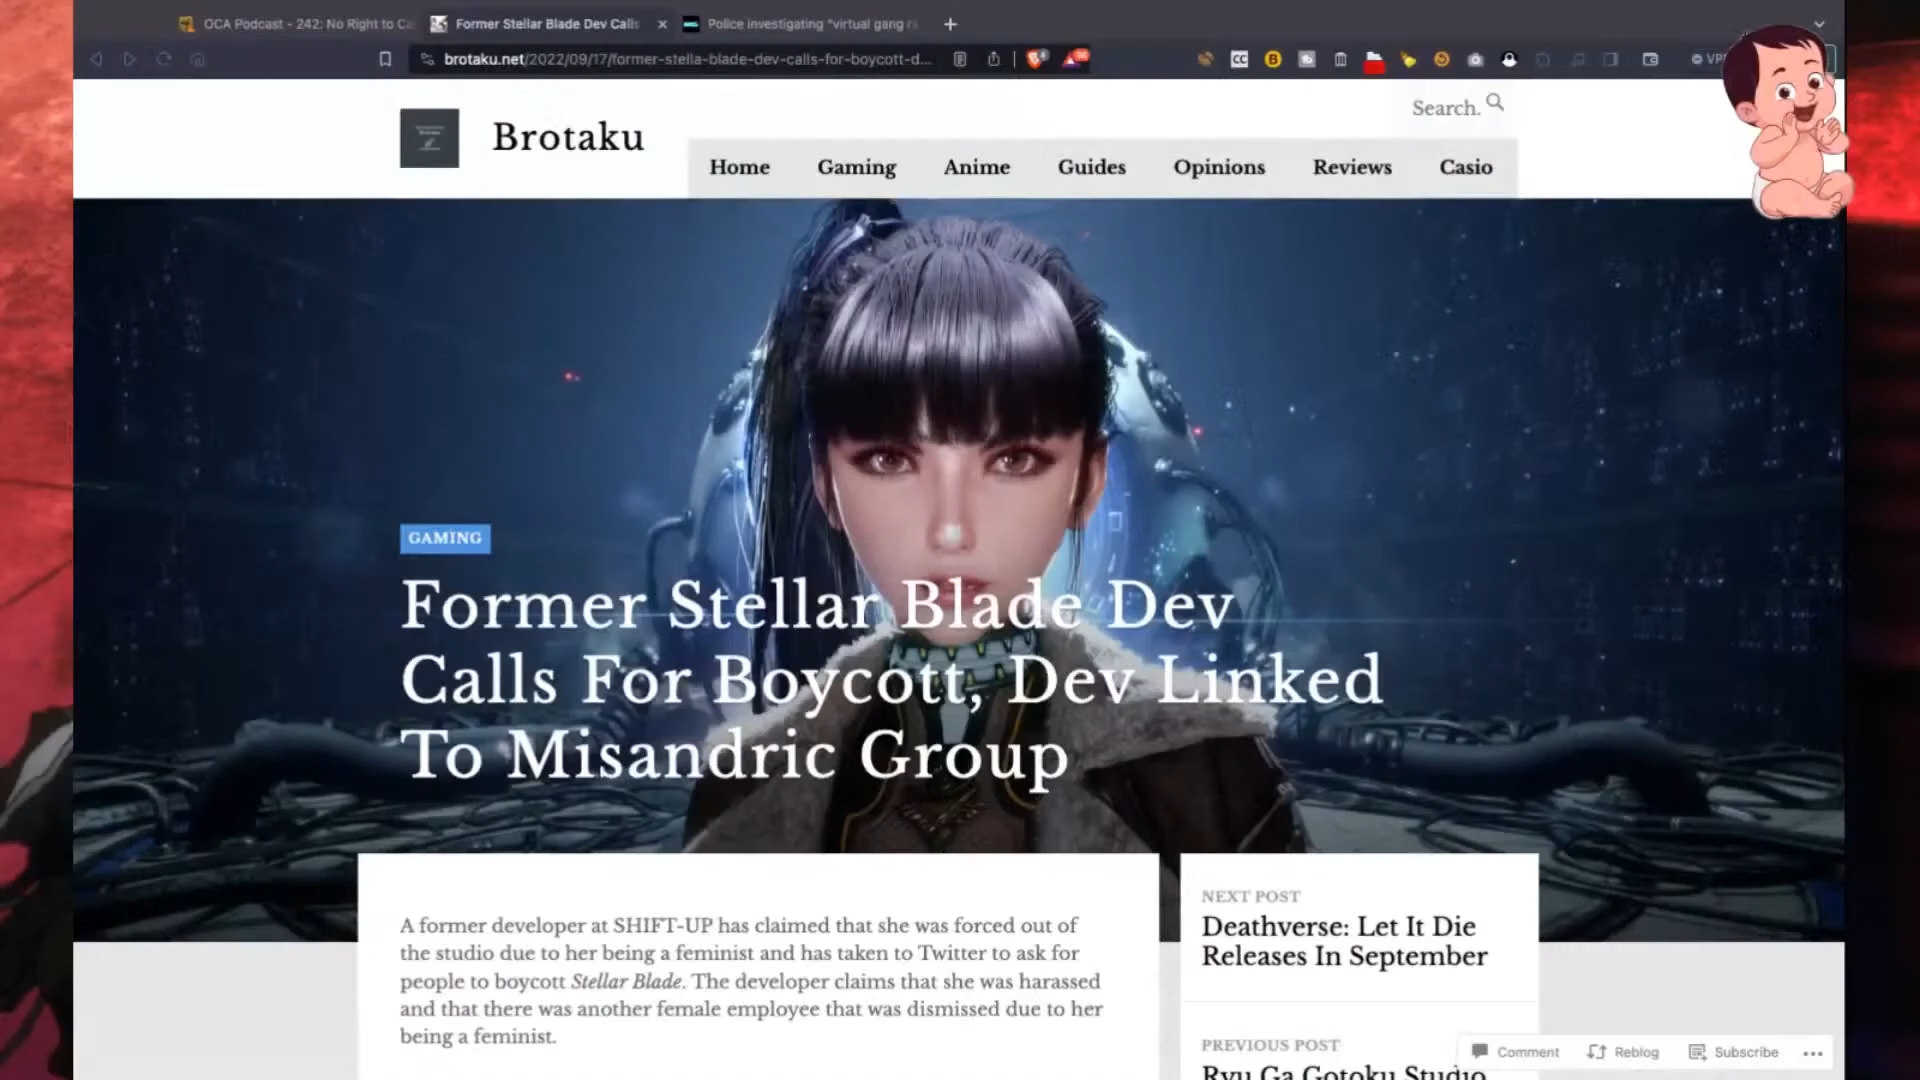 OCA Podcast - 242: No Right to Ca
Former Stellar Blade Dev Calls
Police investigating "virtual gang ra
brotaku.net/2022/09/17/former-stella-blade-dev-calls-for-boycott-d...
VP
Brotaku
Search.
Home
Gaming
Anime
Guides
Opinions
Reviews
Casio
GAMING
Former Stellar Blade Dev
Calls For Boycott, Dev Linked
To Misandric Group
A former developer at SHIFT-UP has claimed that she was forced out of
the studio due to her being a feminist and has taken to Twitter to ask for
people to boycott Stellar Blade. The developer claims that she was harassed
and that there was another female employee that was dismissed due to her
being a feminist.
NEXT POST
Deathverse: Let It Die
Releases In September
PREVIOUS POST
Ryu Ga Gotoku Studio
Comment
Reblog
Subscribe